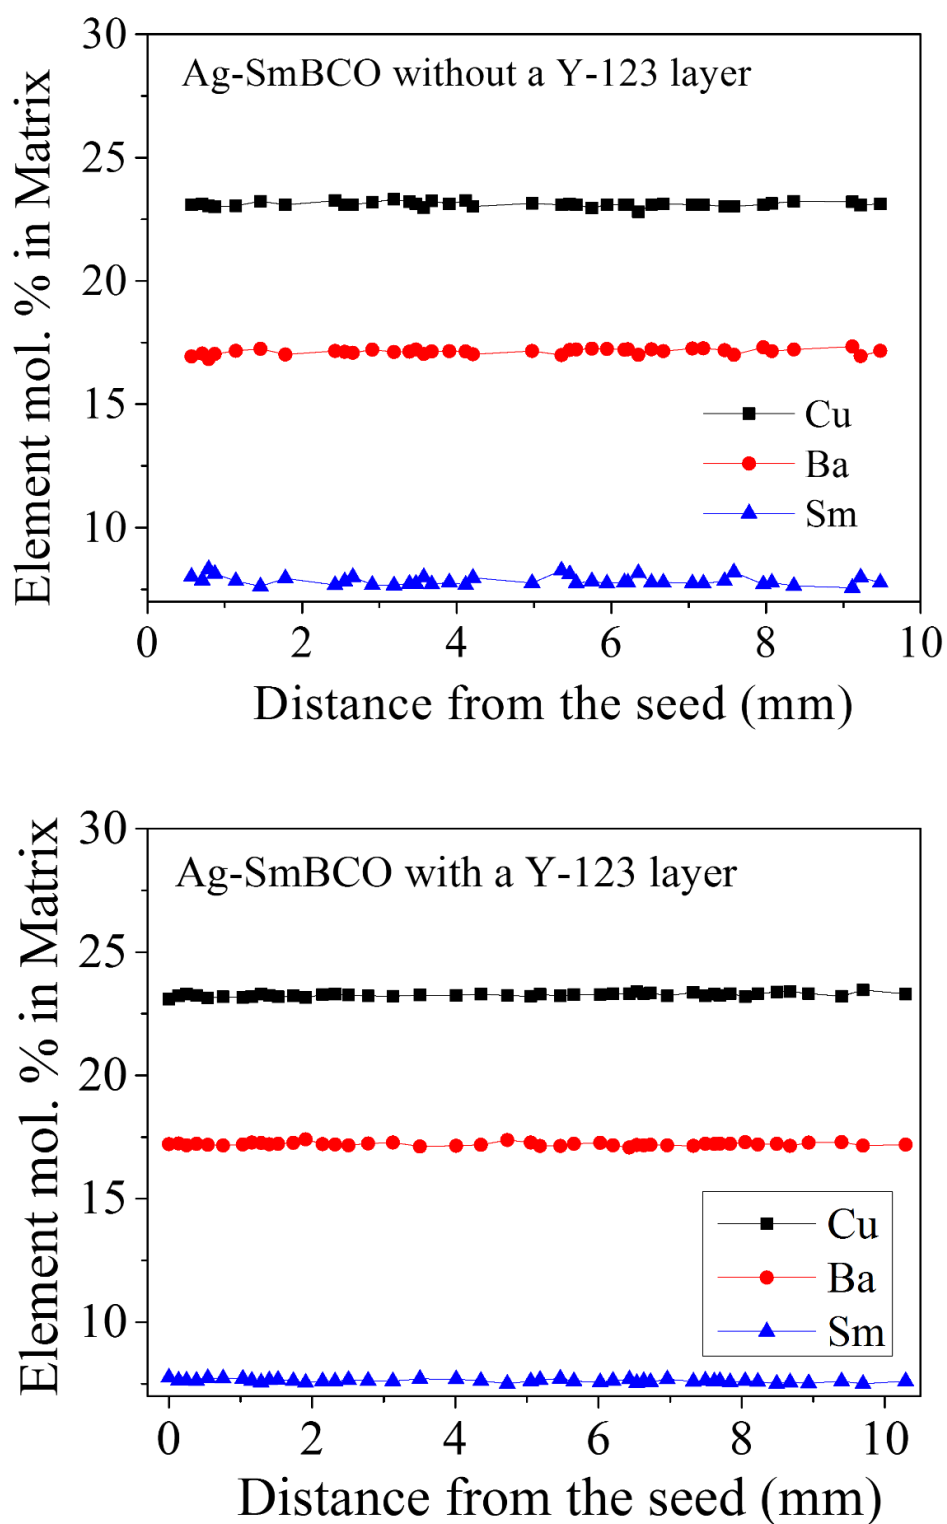 Element mol. % in Matrix
30
25
20
15
10
Ag-SmBCO without a Y-123 layer
Cu
Ba
Sm
0 2 4 6 8 10
Distance from the seed (mm)
Element mol. % in Matrix
30
25
20
15
10
Ag-SmBCO with a Y-123 layer
Cu
Ba
Sm
0 2 4 6 8 10
Distance from the seed (mm)